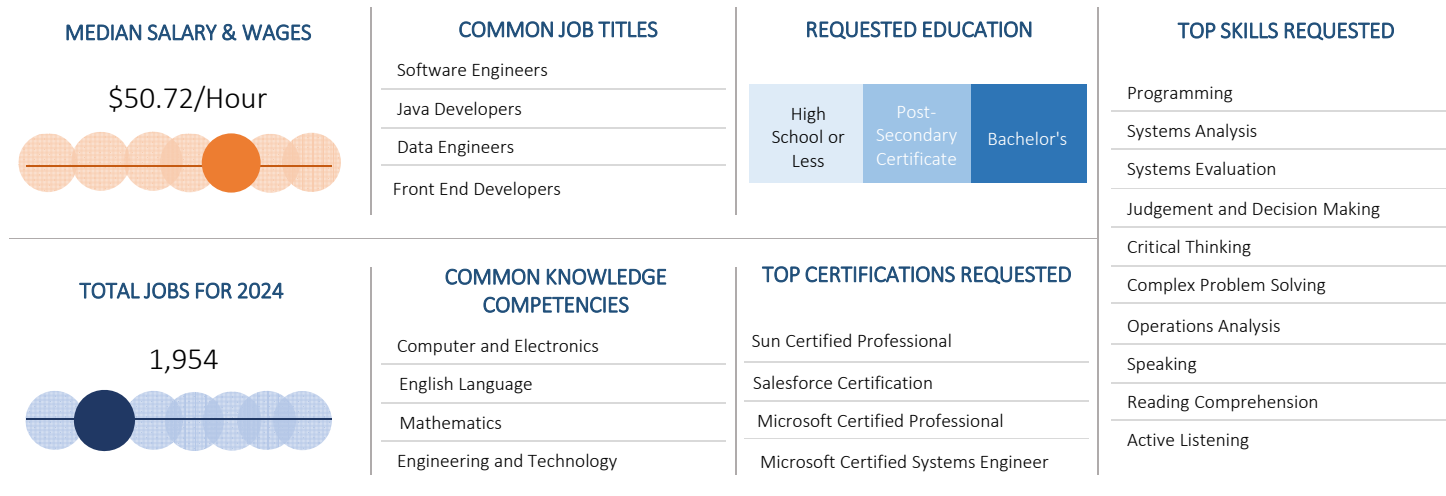 MEDIAN SALARY & WAGES
$50.72/Hour
COMMON JOB TITLES
Software Engineers
Java Developers
Data Engineers
Front End Developers
REQUESTED EDUCATION
High
School or
Less
Post-
Secondary
Certificate
Bachelor's
TOP SKILLS REQUESTED
Programming
Systems Analysis
Systems Evaluation
Judgement and Decision Making
Critical Thinking
Complex Problem Solving
Operations Analysis
Speaking
Reading Comprehension
Active Listening
TOTAL JOBS FOR 2024
1,954
COMMON KNOWLEDGE
COMPETENCIES
Computer and Electronics
English Language
Mathematics
Engineering and Technology
TOP CERTIFICATIONS REQUESTED
Sun Certified Professional
Salesforce Certification
Microsoft Certified Professional
Microsoft Certified Systems Engineer